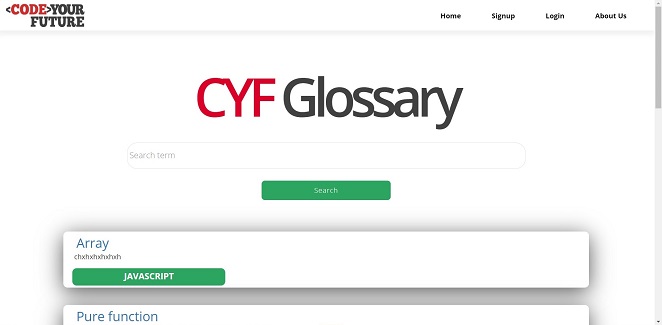 <CODE>YOUR
FUTURE
Home Signup Login About Us
CYF Glossary
Search term
Search
Array
chxhxhxhxhxh
JAVASCRIPT
Pure function